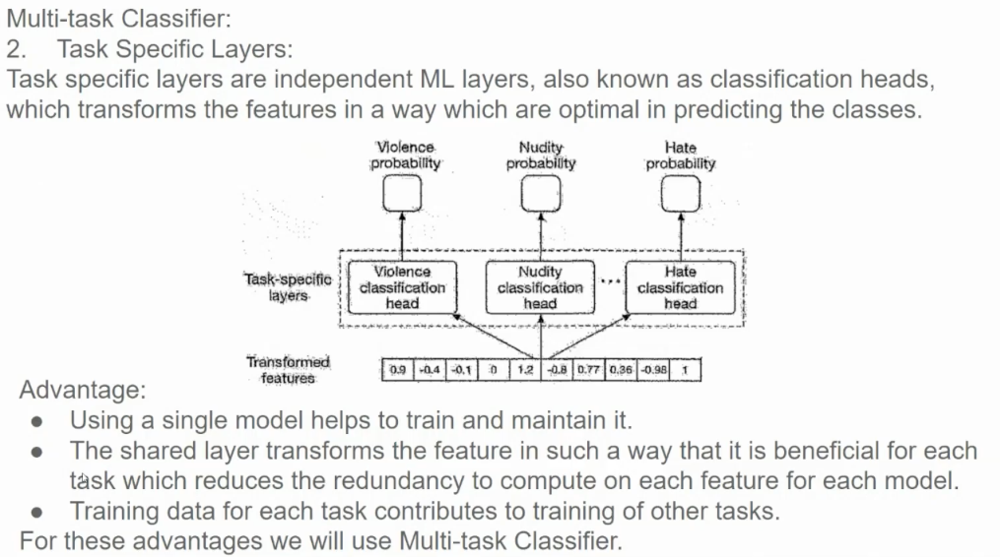 Multi-task Classifier:
2. Task Specific Layers:
Task specific layers are independent ML layers, also known as classification heads,
which transforms the features in a way which are optimal in predicting the classes.
Violence probability
Nudity probability
Hate probability
Task-specific layers
Violence classification head
Nudity classification head
...
Hate classification head
Transformed features
0.9 -0.4 -0.1 0 1.2 -0.8 0.77 0.36 -0.98 1
Advantage:
● Using a single model helps to train and maintain it.
● The shared layer transforms the feature in such a way that it is beneficial for each
task which reduces the redundancy to compute on each feature for each model.
● Training data for each task contributes to training of other tasks.
For these advantages we will use Multi-task Classifier.